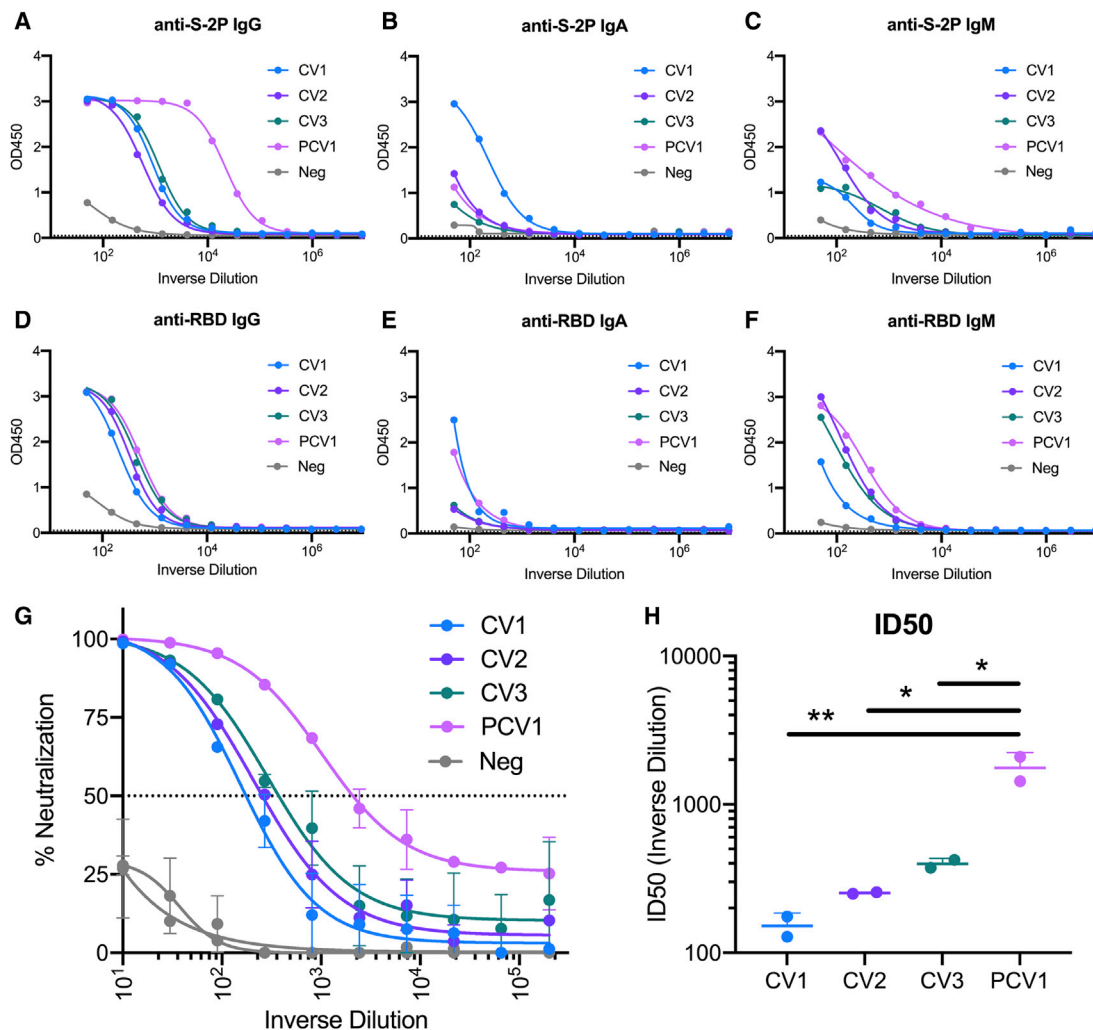 A
anti-S-2P IgG
OD450
4
3
2
1
0
10²
10⁴
10⁶
Inverse Dilution
CV1
CV2
CV3
PCV1
Neg
B
anti-S-2P IgA
OD450
4
3
2
1
0
10²
10⁴
10⁶
Inverse Dilution
CV1
CV2
CV3
PCV1
Neg
C
anti-S-2P IgM
OD450
4
3
2
1
0
10²
10⁴
10⁶
Inverse Dilution
CV1
CV2
CV3
PCV1
Neg
D
anti-RBD IgG
OD450
4
3
2
1
0
10²
10⁴
10⁶
Inverse Dilution
CV1
CV2
CV3
PCV1
Neg
E
anti-RBD IgA
OD450
4
3
2
1
0
10²
10⁴
10⁶
Inverse Dilution
CV1
CV2
CV3
PCV1
Neg
F
anti-RBD IgM
OD450
4
3
2
1
0
10²
10⁴
10⁶
Inverse Dilution
CV1
CV2
CV3
PCV1
Neg
G
% Neutralization
100
75
50
25
0
10¹
10²
10³
10⁴
10⁵
Inverse Dilution
CV1
CV2
CV3
PCV1
Neg
H
ID50
ID50 (Inverse Dilution)
10000
1000
100
*
*
**
CV1 CV2 CV3 PCV1